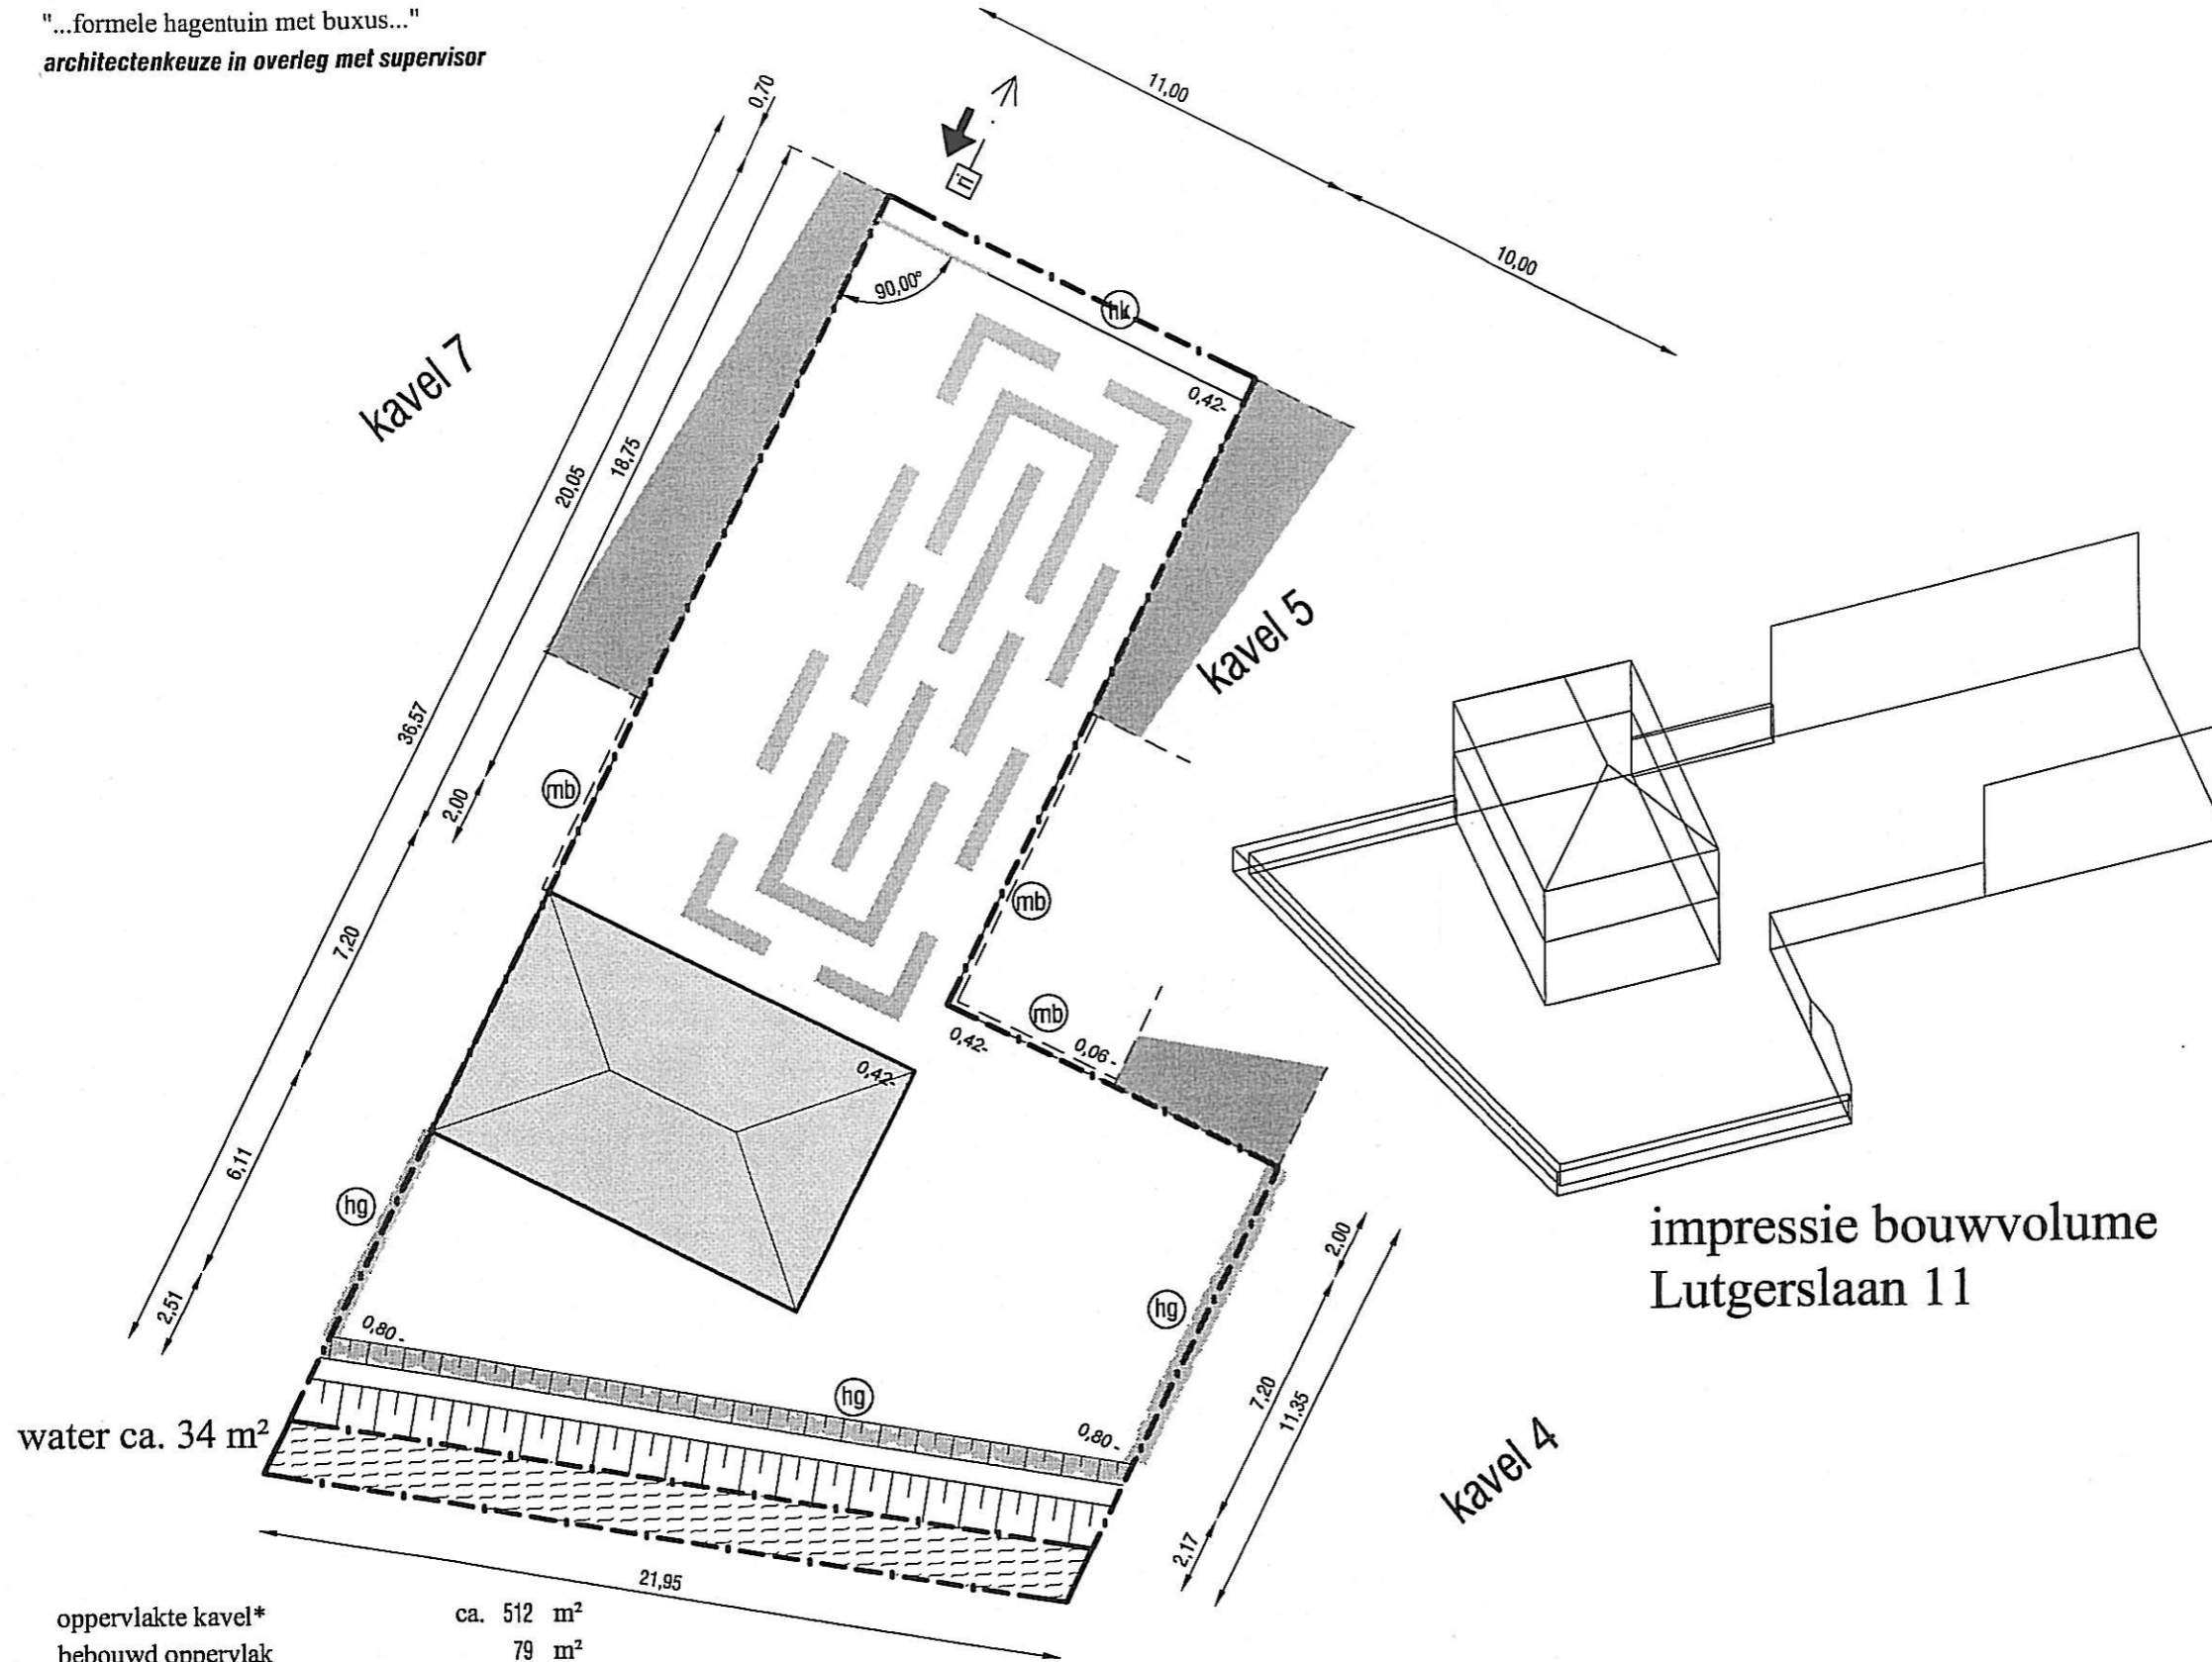 "...formele hagentuin met buxus..."
architectenkeuze in overleg met supervisor
0,70
11,00
10,00
iri
90,00°
hk
0,42-
kavel 7
20,05
18,75
36,57
2,00
mb
kavel 5
mb
mb
0,42-
0,06-
7,20
0,42-
6,11
hg
2,51
0,80-
hg
0,80-
hg
2,00
7,20
11,35
2,17
kavel 4
impressie bouwvolume
Lutgerslaan 11
water ca. 34 m²
21,95
oppervlakte kavel* ca. 512 m²
bebouwd oppervlak 79 m²